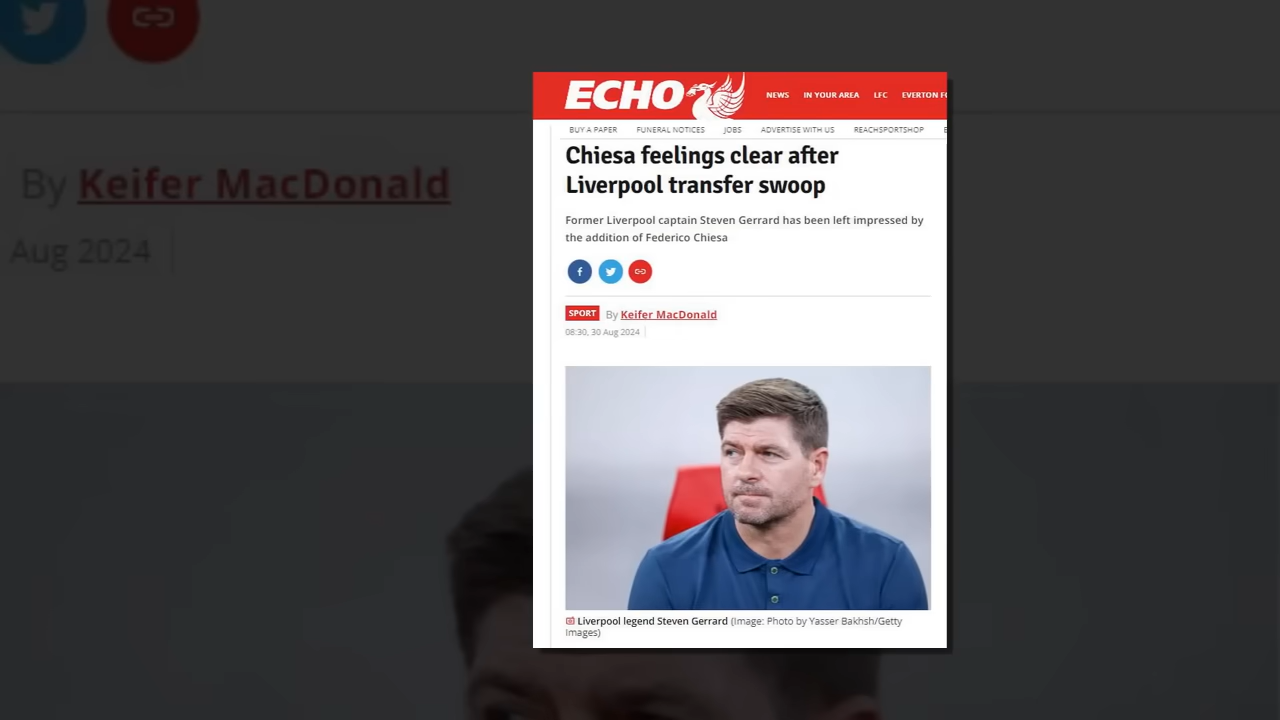 By Keifer MacDonald
Aug 2024
ECHO
NEWS IN YOUR AREA LFC EVERTON F
BUY A PAPER FUNERAL NOTICES JOBS ADVERTISE WITH US REACHSPORTSHOP
Chiesa feelings clear after
Liverpool transfer swoop
Former Liverpool captain Steven Gerrard has been left impressed by
the addition of Federico Chiesa
SPORT By Keifer MacDonald
08:30, 30 Aug 2024
Liverpool legend Steven Gerrard (Image: Photo by Yasser Bakhsh/Getty
Images)